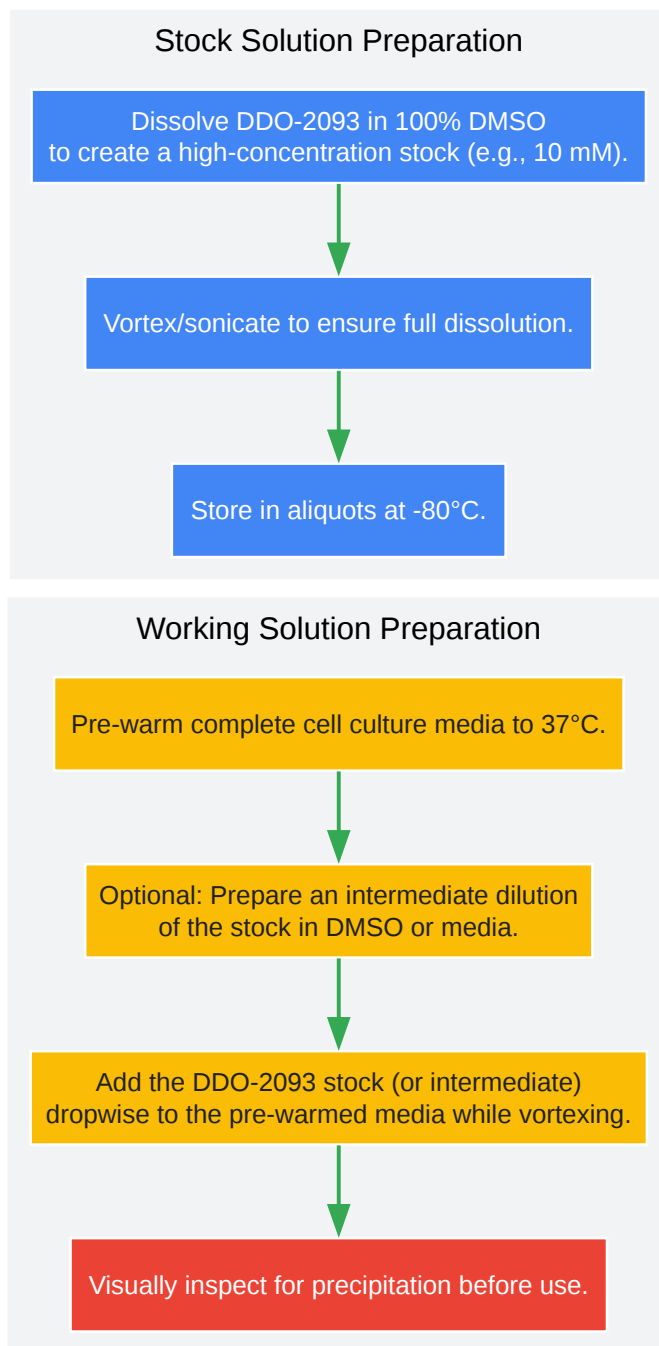 Stock Solution Preparation
Dissolve DDO-2093 in 100% DMSO
to create a high-concentration stock (e.g., 10 mM).
Vortex/sonicate to ensure full dissolution.
Store in aliquots at -80°C.
Working Solution Preparation
Pre-warm complete cell culture media to 37°C.
Optional: Prepare an intermediate dilution
of the stock in DMSO or media.
Add the DDO-2093 stock (or intermediate)
dropwise to the pre-warmed media while vortexing.
Visually inspect for precipitation before use.